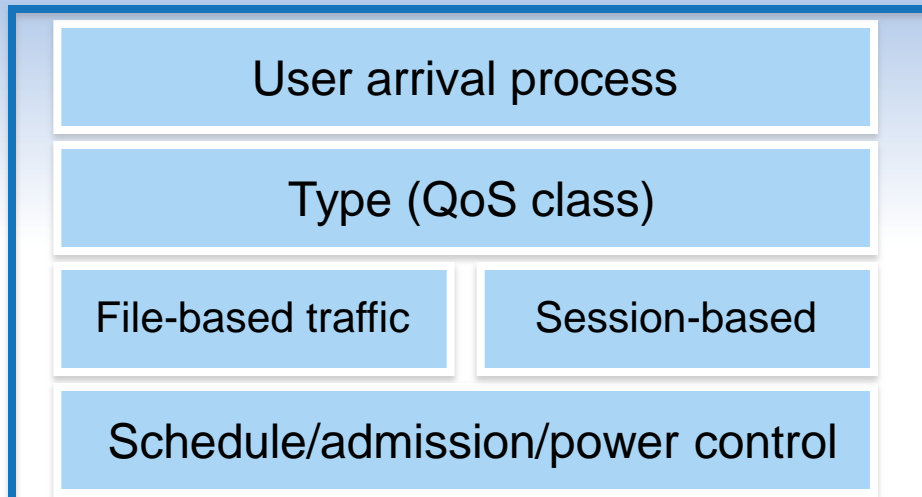 User arrival process
Type (QoS class)
File-based traffic
Session-based
Schedule/admission/power control